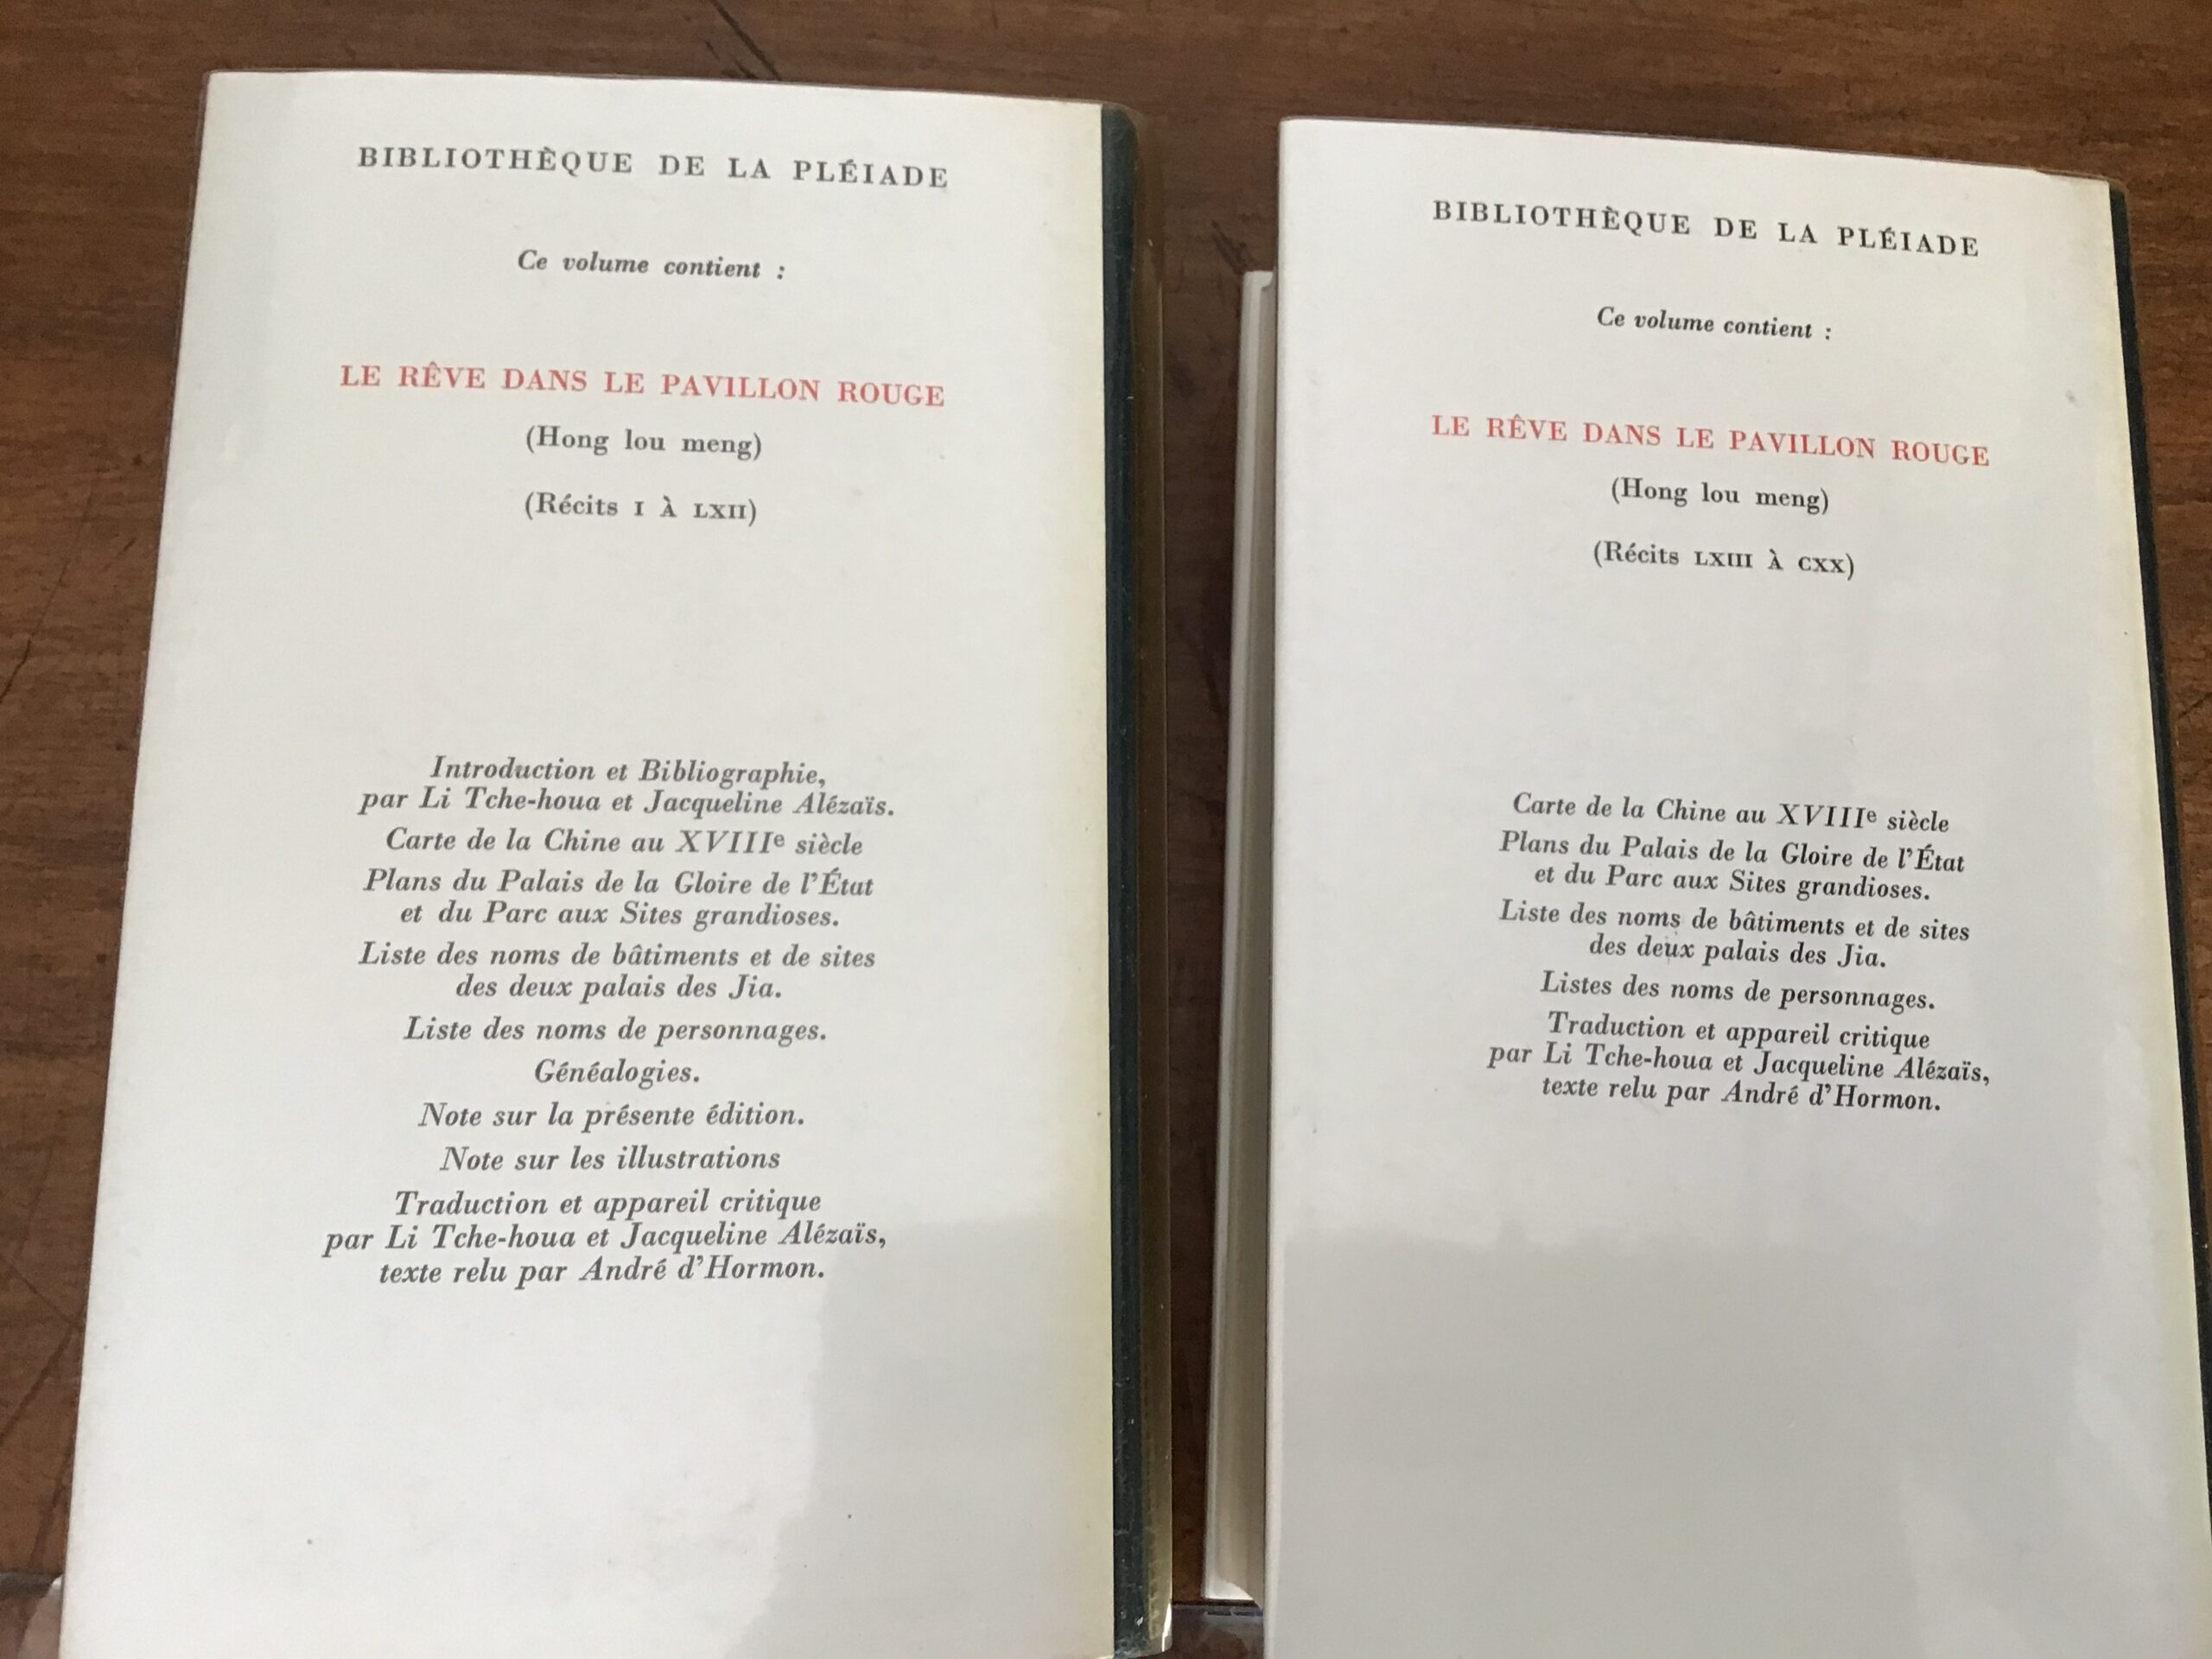 BIBLIOTHÈQUE DE LA PLÉIADE
Ce volume contient :
LE RÊVE DANS LE PAVILLON ROUGE
(Hong lou meng)
(Récits I À LXII)
Introduction et Bibliographie,
par Li Tche-houa et Jacqueline Alézaïs.
Carte de la Chine au XVIIIe siècle
Plans du Palais de la Gloire de l'État
et du Parc aux Sites grandioses.
Liste des noms de bâtiments et de sites
des deux palais des Jia.
Liste des noms de personnages.
Généalogies.
Note sur la présente édition.
Note sur les illustrations
Traduction et appareil critique
par Li Tche-houa et Jacqueline Alézaïs,
texte relu par André d'Hormon.
BIBLIOTHÈQUE DE LA PLÉIADE
Ce volume contient :
LE RÊVE DANS LE PAVILLON ROUGE
(Hong lou meng)
(Récits LXIII À CXX)
Carte de la Chine au XVIIIe siècle
Plans du Palais de la Gloire de l'État
et du Parc aux Sites grandioses.
Liste des noms de bâtiments et de sites
des deux palais des Jia.
Listes des noms de personnages.
Traduction et appareil critique
par Li Tche-houa et Jacqueline Alézaïs,
texte relu par André d'Hormon.